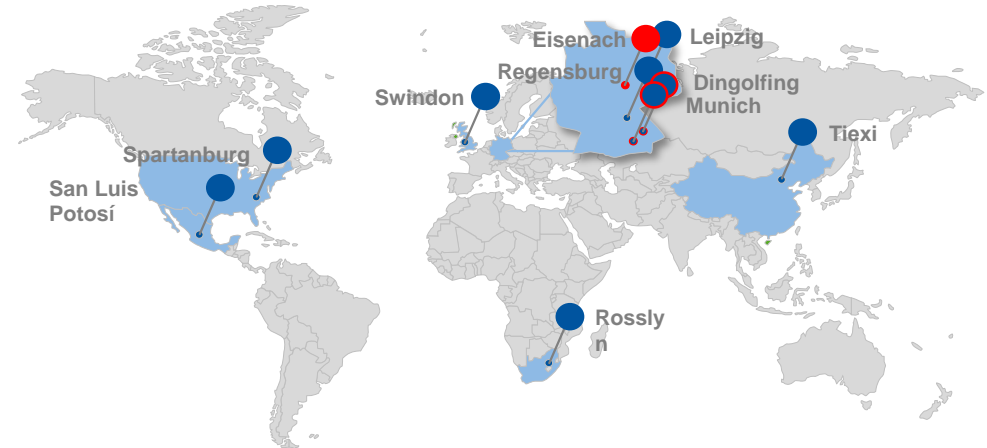 Eisenach
Leipzig
Regensburg
Dingolfing
Munich
Swindon
Tiexi
Spartanburg
San Luis
Potosí
Rossly
n